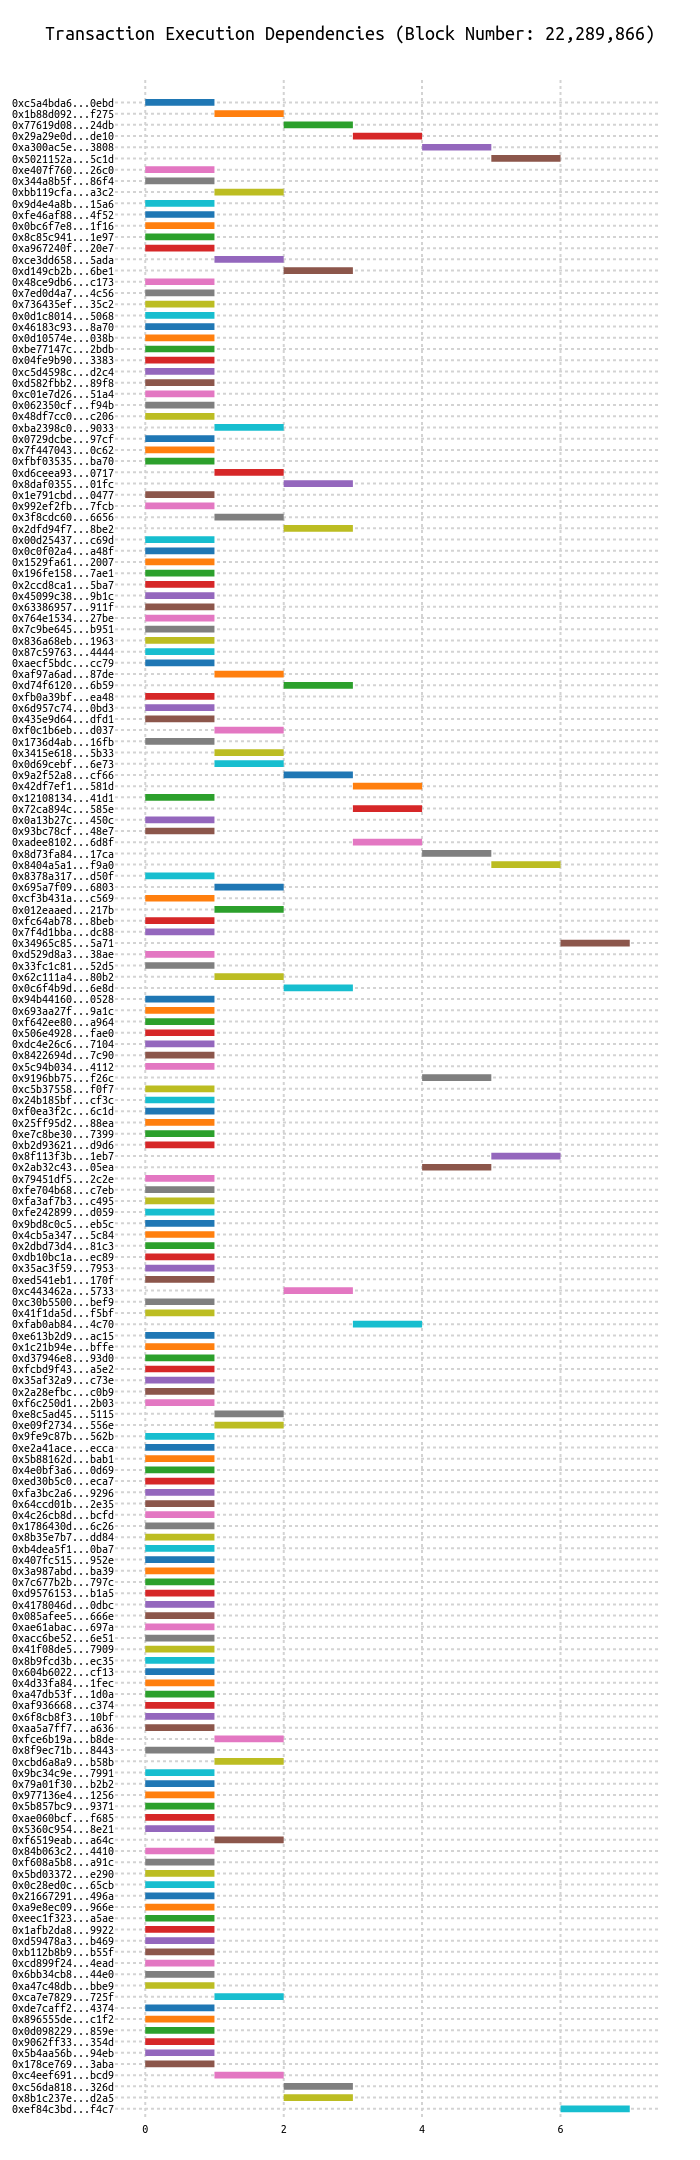 Transaction Execution Dependencies (Block Number: 22,289,866)
0xc5a4bda6...0ebd
0x1b88d092...f275
0x77619d08...24db
0x29a29e0d...de10
0xa300ac5e...3808
0x5021152a...5c1d
0xe407f760...26c0
0x344a8b5f...86f4
0xbb119cfa...a3c2
0x9d4e4a8b...15a6
0xfe46af88...4f52
0x0bc6f7e8...1f16
0x8c85c941...1e97
0xa967240f...20e7
0xce3dd658...5ada
0xd149cb2b...6be1
0x48ce9db6...c173
0x7ed0d4a7...4c56
0x736435ef...35c2
0x0d1c8014...5068
0x46183c93...8a70
0x0d10574e...038b
0xbe77147c...2bdb
0x04fe9b90...3383
0xc5d4598c...d2c4
0xd582fbb2...89f8
0xc01e7d26...51a4
0x062350cf...f94b
0x48df7cc0...c206
0xba2398c0...9033
0x0729dcbe...97cf
0x7f447043...0c62
0xfbf03535...ba70
0xd6ceea93...0717
0x8daf0355...01fc
0x1e791cbd...0477
0x992ef2fb...7fcb
0x3f8cdc60...6656
0x2dfd94f7...8be2
0x00d25437...c69d
0x0c0f02a4...a48f
0x1529fa61...2007
0x196fe158...7ae1
0x2ccd8ca1...5ba7
0x45099c38...9b1c
0x63386957...911f
0x764e1534...27be
0x7c9be645...b951
0x836a68eb...1963
0x87c59763...4444
0xaecf5bdc...cc79
0xaf97a6ad...87de
0xd74f6120...6b59
0xfb0a39bf...ea48
0x6d957c74...0bd3
0x435e9d64...dfd1
0xf0c1b6eb...d037
0x1736d4ab...16fb
0x3415e618...5b33
0x0d69cebf...6e73
0x9a2f52a8...cf66
0x42df7ef1...581d
0x12108134...41d1
0x72ca894c...585e
0x0a13b27c...450c
0x93bc78cf...48e7
0xadee8102...6d8f
0x8d73fa84...17ca
0x8404a5a1...f9a0
0x8378a317...d50f
0x695a7f09...6803
0xcf3b431a...c569
0x012eaaed...217b
0xfc64ab78...8beb
0x7f4d1bba...dc88
0x34965c85...5a71
0xd529d8a3...38ae
0x33fc1c81...52d5
0x62c111a4...80b2
0x0c6f4b9d...6e8d
0x94b44160...0528
0x693aa27f...9a1c
0xf642ee80...a964
0x506e4928...fae0
0xdc4e26c6...7104
0x8422694d...7c90
0x5c94b034...4112
0x9196bb75...f26c
0xc5b37558...f0f7
0x24b185bf...cf3c
0xf0ea3f2c...6c1d
0x25ff95d2...88ea
0xe7c8be30...7399
0xb2d93621...d9d6
0x8f113f3b...1eb7
0x2ab32c43...05ea
0x79451df5...2c2e
0xfe704b68...c7eb
0xfa3af7b3...c495
0xfe242899...d059
0x9bd8c0c5...eb5c
0x4cb5a347...5c84
0x2dbd73d4...81c3
0xdb10bc1a...ec89
0x35ac3f59...7953
0xed541eb1...170f
0xc443462a...5733
0xc30b5500...bef9
0x41f1da5d...f5bf
0xfab0ab84...4c70
0xe613b2d9...ac15
0x1c21b94e...bffe
0xd37946e8...93d0
0xfcbd9f43...a5e2
0x35af32a9...c73e
0x2a28efbc...c0b9
0xf6c250d1...2b03
0xe8c5ad45...5115
0xe09f2734...556e
0x9fe9c87b...562b
0xe2a41ace...ecca
0x5b88162d...bab1
0x4e0bf3a6...0d69
0xed30b5c0...eca7
0xfa3bc2a6...9296
0x64ccd01b...2e35
0x4c26cb8d...bcfd
0x1786430d...6c26
0x8b35e7b7...dd84
0xb4dea5f1...0ba7
0x407fc515...952e
0x3a987abd...ba39
0x7c677b2b...797c
0xd9576153...b1a5
0x4178046d...0dbc
0x085afee5...666e
0xae61abac...697a
0xacc6be52...6e51
0x41f08de5...7909
0x8b9fcd3b...ec35
0x604b6022...cf13
0x4d33fa84...1fec
0xa47db53f...1d0a
0xaf936668...c374
0x6f8cb8f3...10bf
0xaa5a7ff7...a636
0xfce6b19a...b8de
0x8f9ec71b...8443
0xcbd6a8a9...b58b
0x9bc34c9e...7991
0x79a01f30...b2b2
0x977136e4...1256
0x5b857bc9...9371
0xae060bcf...f685
0x5360c954...8e21
0xf6519eab...a64c
0x84b063c2...4410
0xf608a5b8...a91c
0x5bd03372...e290
0x0c28ed0c...65cb
0x21667291...496a
0xa9e8ec09...966e
0xeec1f323...a5ae
0x1afb2da8...9922
0xd59478a3...b469
0xb112b8b9...b55f
0xcd899f24...4ead
0x6bb34cb8...44e0
0xa47c48db...bbe9
0xca7e7829...725f
0xde7caff2...4374
0x896555de...c1f2
0x0d098229...859e
0x9062ff33...354d
0x5b4aa56b...94eb
0x178ce769...3aba
0xc4eef691...bcd9
0xc56da818...326d
0x8b1c237e...d2a5
0xef84c3bd...f4c7
0 2 4 6